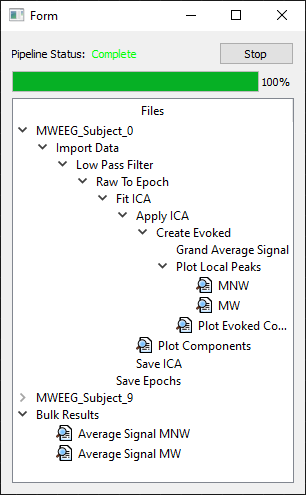 Form
Pipeline Status: Complete Stop
100%
Files
MWEEG_Subject_0
Import Data
Low Pass Filter
Raw To Epoch
Fit ICA
Apply ICA
Create Evoked
Grand Average Signal
Plot Local Peaks
MNW
MW
Plot Evoked Co...
Plot Components
Save ICA
Save Epochs
MWEEG_Subject_9
Bulk Results
Average Signal MNW
Average Signal MW